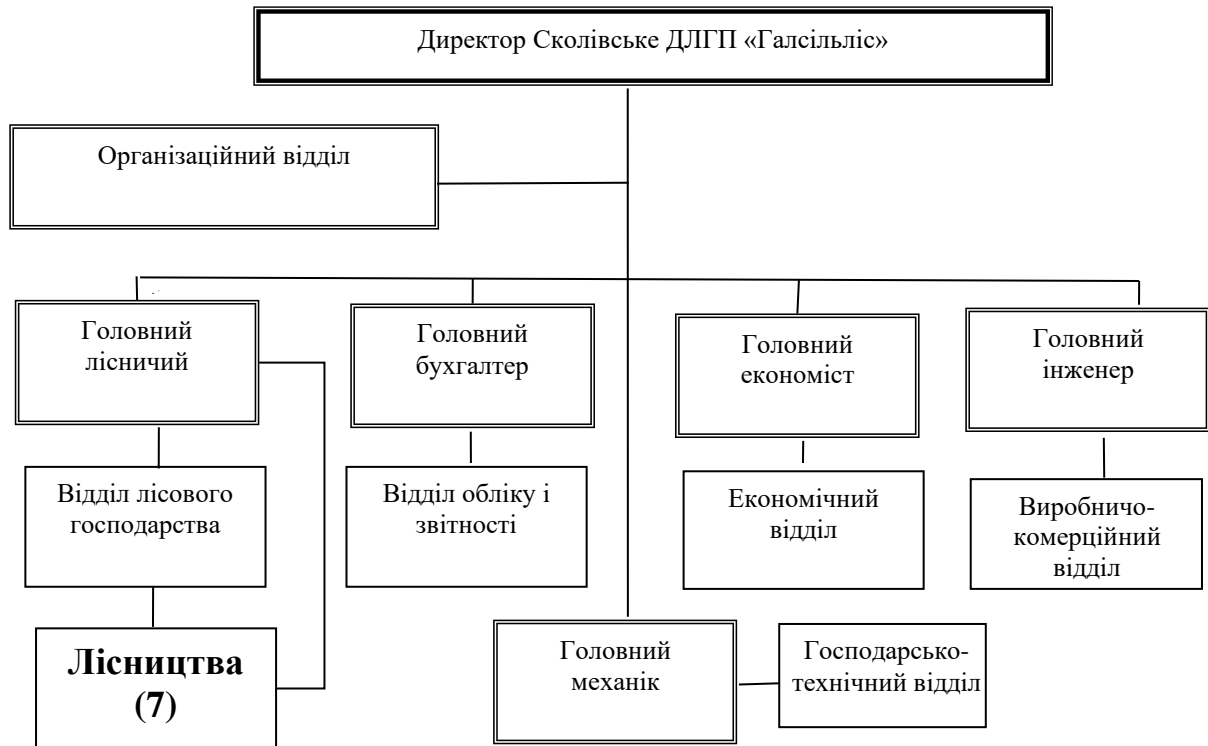 Директор Сколівське ДЛГП «Галсільліс»
Організаційний відділ
Головний
лісничий
Головний
бухгалтер
Головний
економіст
Головний
інженер
Відділ лісового
господарства
Відділ обліку і
звітності
Економічний
відділ
Виробничо-
комерційний
відділ
Лісництва
(7)
Головний
механік
Господарсько-
технічний відділ